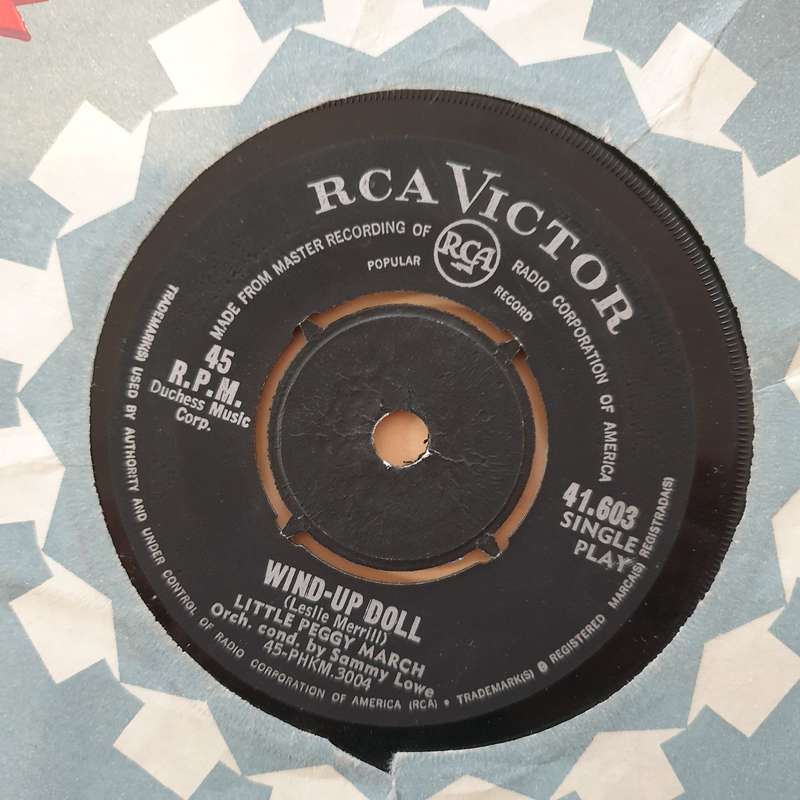 RCA VICTOR
MADE FROM MASTER RECORDING OF RADIO CORPORATION OF AMERICA
POPULAR RCA RECORD
45
R.P.M.
Duchess Music
Corp.
41.603
SINGLE
PLAY
WIND-UP DOLL
(Leslie Merrill)
LITTLE PEGGY MARCH
Orch. cond. by Sammy Lowe
45-PHKM.3004
TRADEMARK(S) USED BY AUTHORITY AND UNDER CONTROL OF RADIO CORPORATION OF AMERICA (RCA) • TRADEMARK(S) ® REGISTERED MARCA(S) REGISTRADA(S)